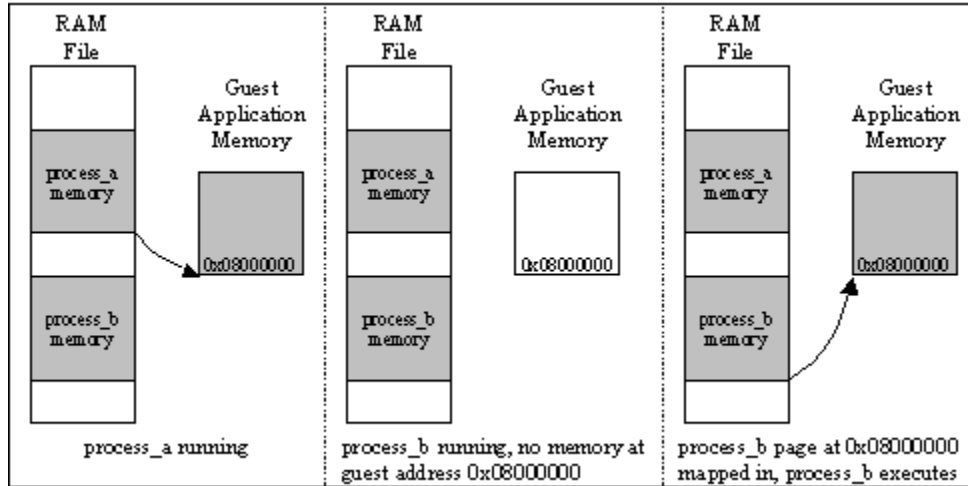 RAM
File
Guest
Application
Memory
process_a
memory
0x08000000
process_b
memory
process_a running
RAM
File
Guest
Application
Memory
process_a
memory
0x08000000
process_b
memory
process_b running, no memory at
guest address 0x08000000
RAM
File
Guest
Application
Memory
process_a
memory
0x08000000
process_b
memory
process_b page at 0x08000000
mapped in, process_b executes